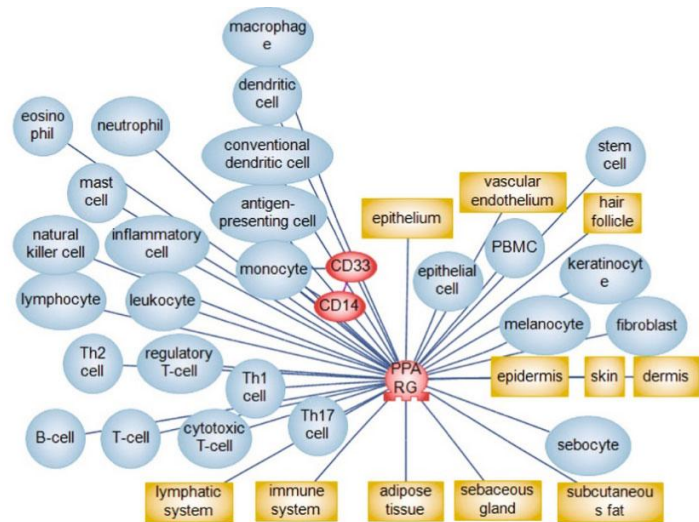 macrophag
e
dendritic
cell
eosino
phil
neutrophil
conventional
dendritic cell
stem
cell
mast
cell
vascular
endothelium
hair
follicle
antigen-
presenting cell
epithelium
natural
killer cell
inflammatory
cell
PBMC
monocyte
CD33
epithelial
cell
keratinocyt
e
lymphocyte
leukocyte
CD14
melanocyte
fibroblast
Th2
cell
regulatory
T-cell
Th1
cell
PPA
RG
epidermis
skin
dermis
B-cell
T-cell
cytotoxic
T-cell
Th17
cell
sebocyte
lymphatic
system
immune
system
adipose
tissue
sebaceous
gland
subcutaneou
s fat